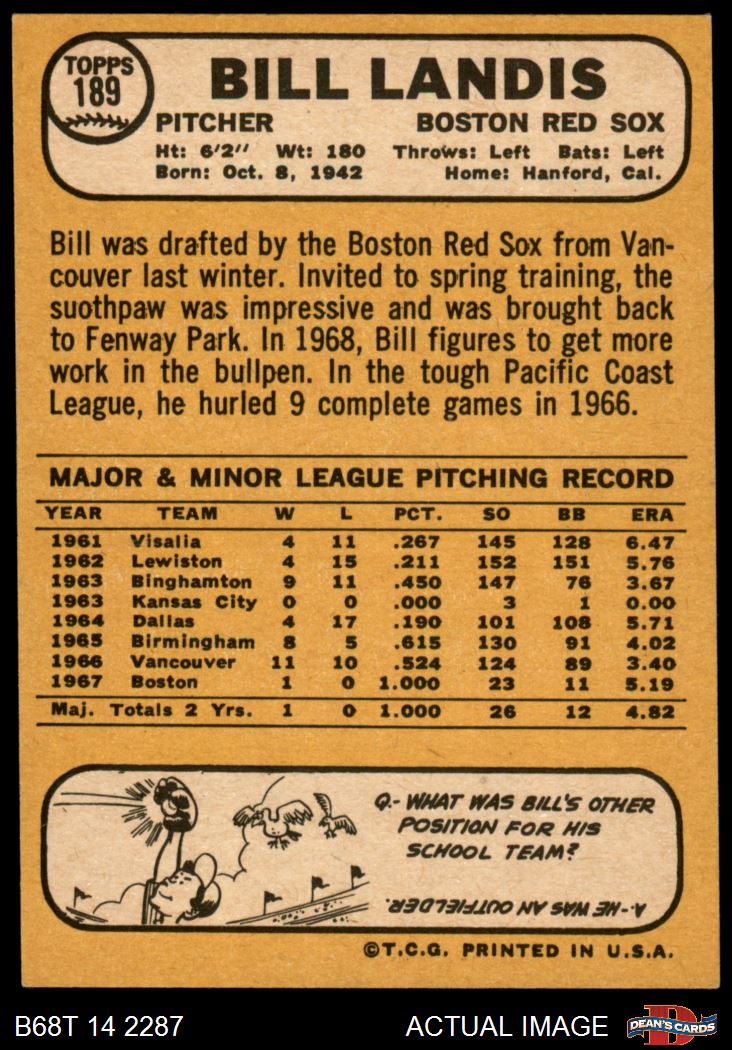 TOPPS
189
BILL LANDIS
PITCHER BOSTON RED SOX
Ht: 6'2" Wt: 180 Throws: Left Bats: Left
Born: Oct. 8, 1942 Home: Hanford, Cal.
Bill was drafted by the Boston Red Sox from Van-
couver last winter. Invited to spring training, the
suothpaw was impressive and was brought back
to Fenway Park. In 1968, Bill figures to get more
work in the bullpen. In the tough Pacific Coast
League, he hurled 9 complete games in 1966.
MAJOR & MINOR LEAGUE PITCHING RECORD
YEAR TEAM W L PCT. SO BB ERA
1961 Visalia 4 11 .267 145 128 6.47
1962 Lewiston 4 15 .211 152 151 5.76
1963 Binghamton 9 11 .450 147 76 3.67
1963 Kansas City 0 0 .000 3 1 0.00
1964 Dallas 4 17 .190 101 108 5.71
1965 Birmingham 8 5 .615 130 91 4.02
1966 Vancouver 11 10 .524 124 89 3.40
1967 Boston 1 0 1.000 23 11 5.19
Maj. Totals 2 Yrs. 1 0 1.000 26 12 4.82
Q.- WHAT WAS BILL'S OTHER
POSITION FOR HIS
SCHOOL TEAM?
A.- HE WAS AN OUTFIELDER.
©T.C.G. PRINTED IN U.S.A.
B68T 14 2287 ACTUAL IMAGE DEAN'S CARDS